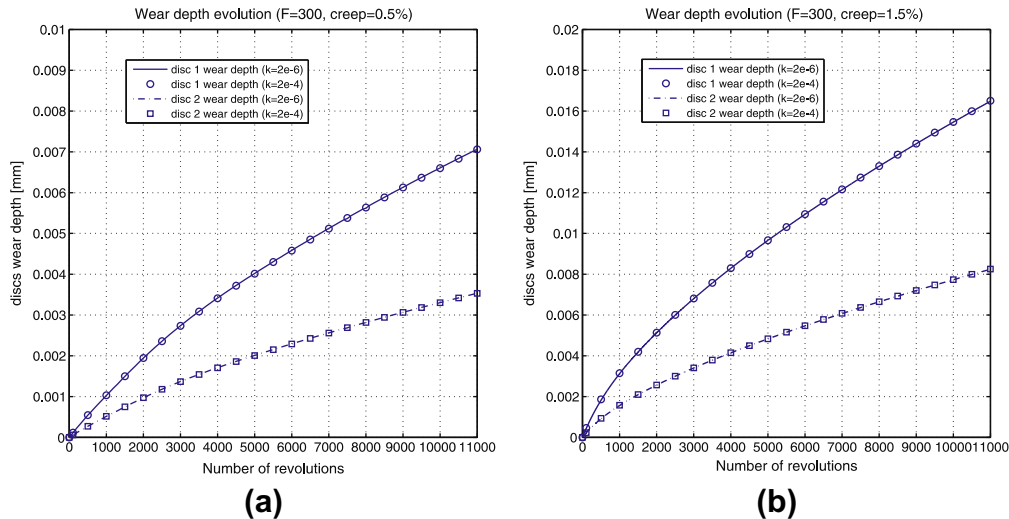 Wear depth evolution (F=300, creep=0.5%)
0.01
0.009
0.008
0.007
0.006
0.005
0.004
0.003
0.002
0.001
0
discs wear depth [mm]
disc 1 wear depth (k=2e-6)
disc 1 wear depth (k=2e-4)
disc 2 wear depth (k=2e-6)
disc 2 wear depth (k=2e-4)
0 1000 2000 3000 4000 5000 6000 7000 8000 9000 10000 11000
Number of revolutions
(a)
Wear depth evolution (F=300, creep=1.5%)
0.02
0.018
0.016
0.014
0.012
0.01
0.008
0.006
0.004
0.002
0
discs wear depth [mm]
disc 1 wear depth (k=2e-6)
disc 1 wear depth (k=2e-4)
disc 2 wear depth (k=2e-6)
disc 2 wear depth (k=2e-4)
0 1000 2000 3000 4000 5000 6000 7000 8000 9000 10000 11000
Number of revolutions
(b)